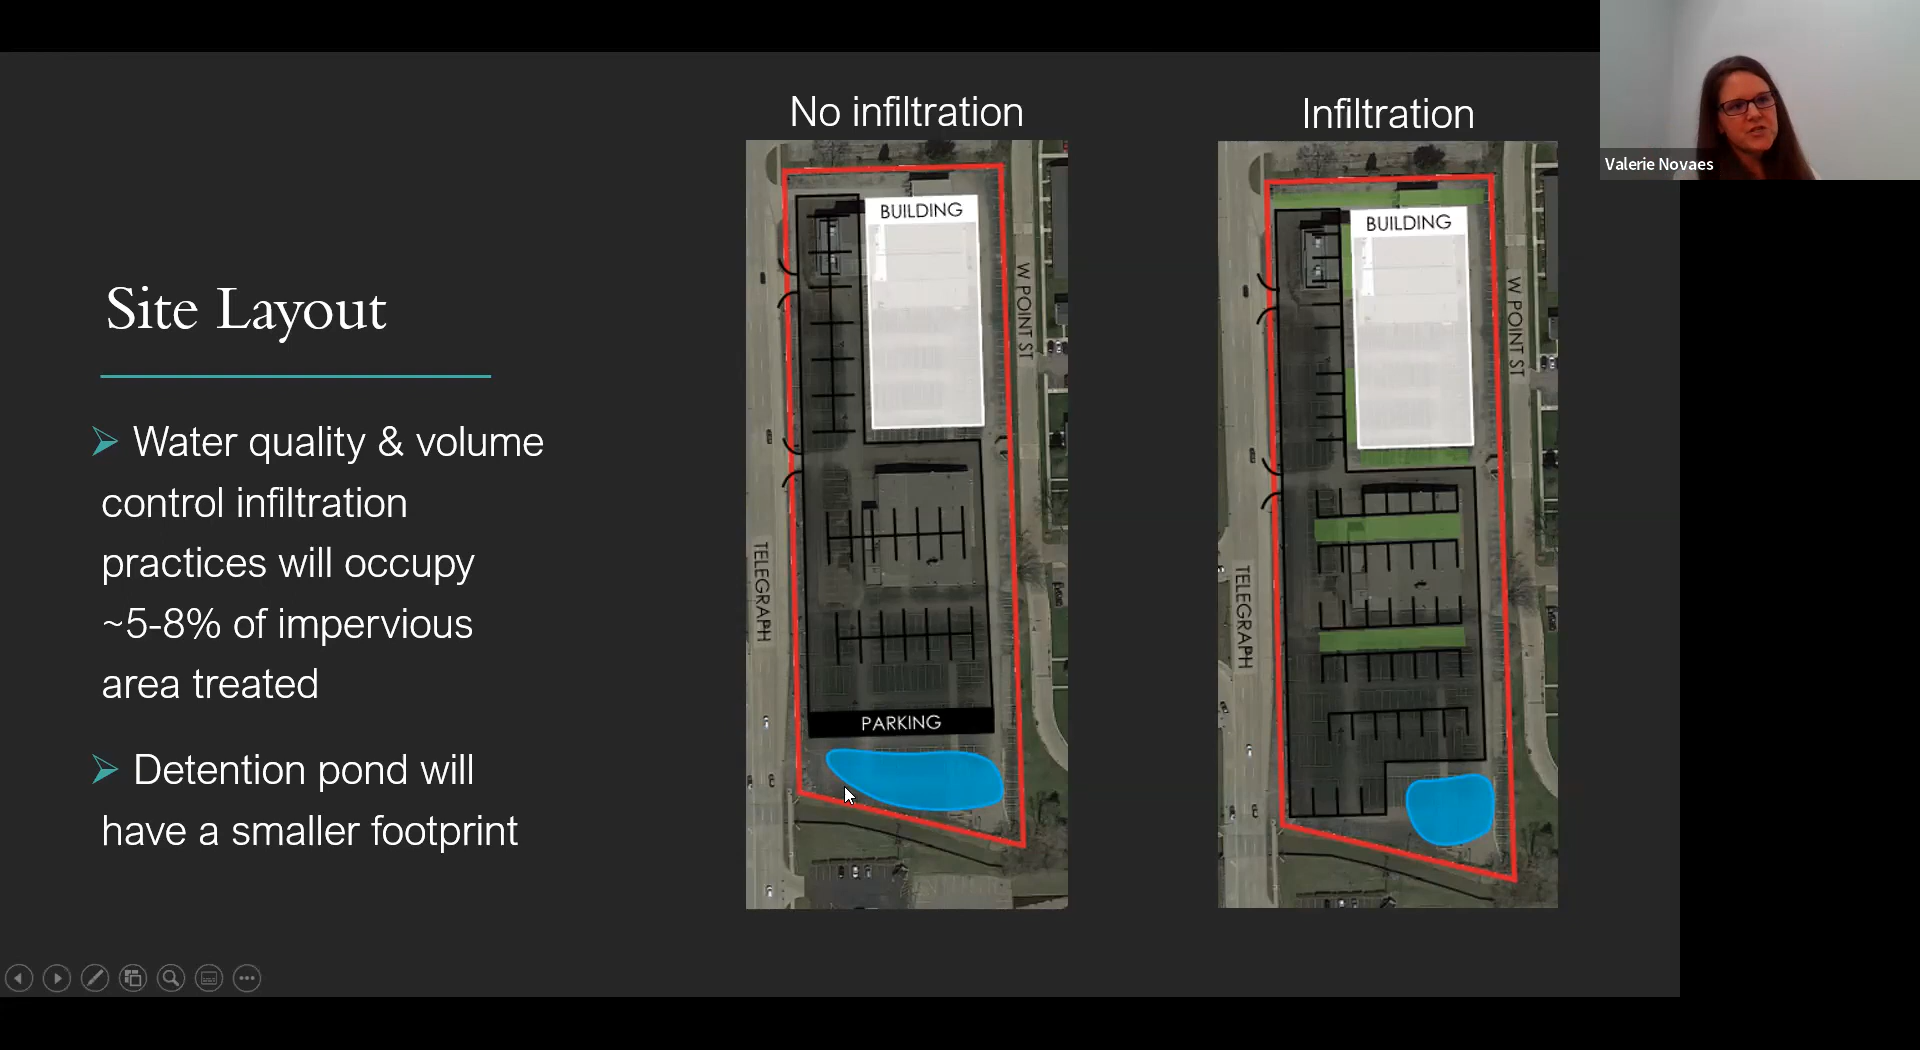 No infiltration
Infiltration
Valerie Novaes
BUILDING
BUILDING
W POINT ST
W POINT ST
Site Layout
Water quality & volume
control infiltration
practices will occupy
~5-8% of impervious
area treated
TELEGRAPH
TELEGRAPH
PARKING
Detention pond will
have a smaller footprint